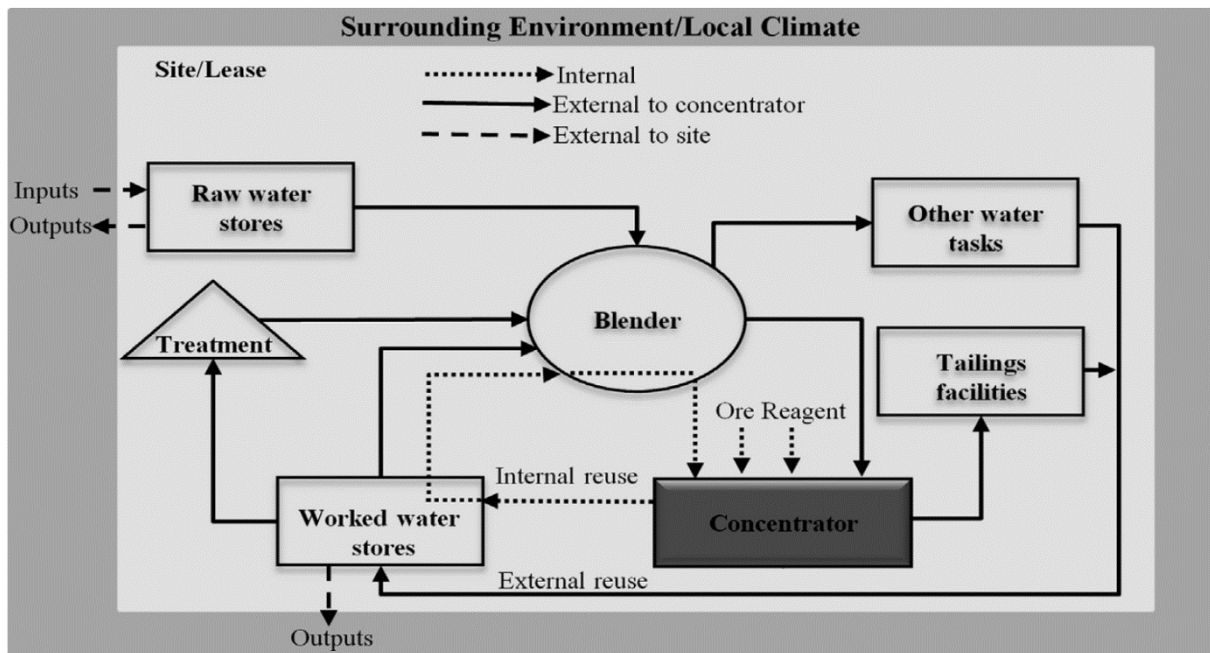 Surrounding Environment/Local Climate
Site/Lease
Internal
External to concentrator
External to site
Inputs
Outputs
Raw water
stores
Other water
tasks
Blender
Treatment
Tailings
facilities
Ore Reagent
Internal reuse
Worked water
stores
Concentrator
External reuse
Outputs